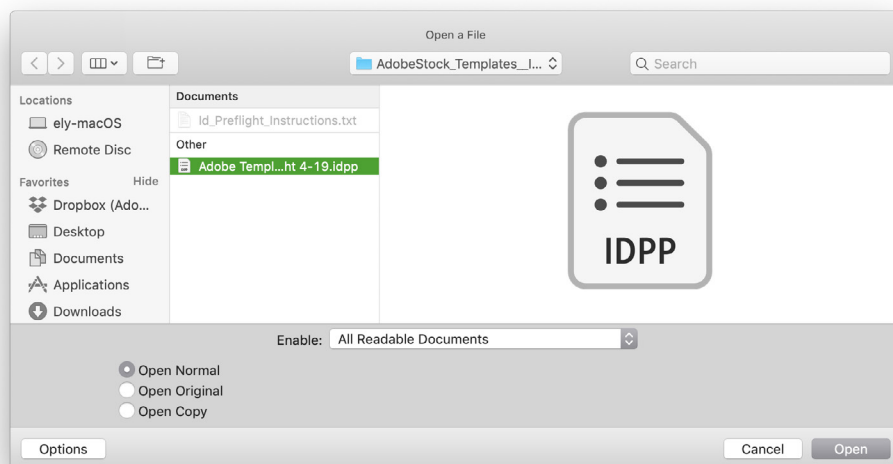 Open a File
AdobeStock_Templates__I...
Search
Locations
ely-macOS
Remote Disc
Favorites Hide
Dropbox (Ado...
Desktop
Documents
Applications
Downloads
Documents
Id_Preflight_Instructions.txt
Other
Adobe Templ...ht 4-19.idpp
IDPP
Enable: All Readable Documents
Open Normal
Open Original
Open Copy
Options Cancel Open